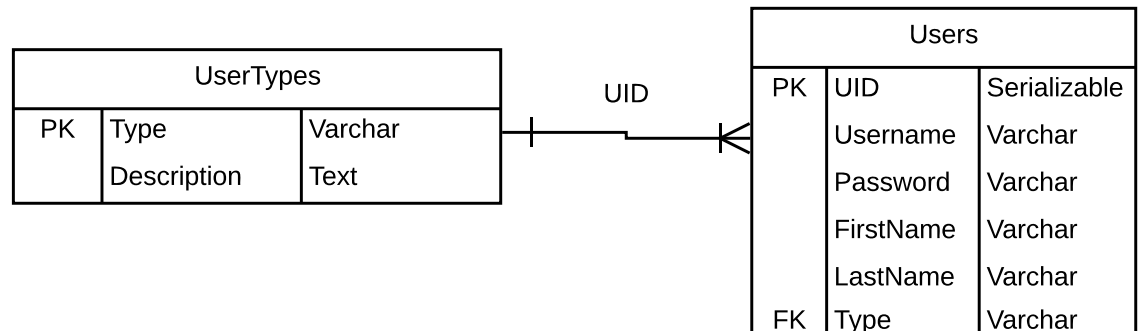 UserTypes
PK Type Varchar
Description Text
UID
Users
PK UID Serializable
Username Varchar
Password Varchar
FirstName Varchar
LastName Varchar
FK Type Varchar